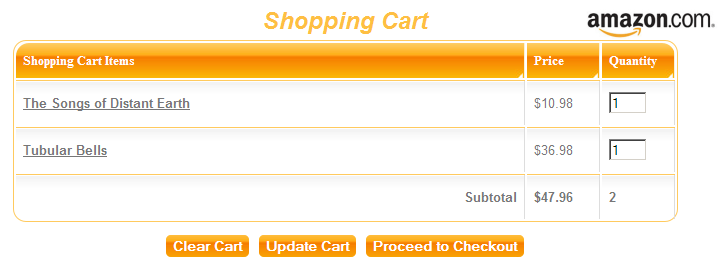 Shopping Cart
amazon.com.
Shopping Cart Items Price Quantity
The Songs of Distant Earth $10.98 1
Tubular Bells $36.98 1
Subtotal $47.96 2
Clear Cart Update Cart Proceed to Checkout